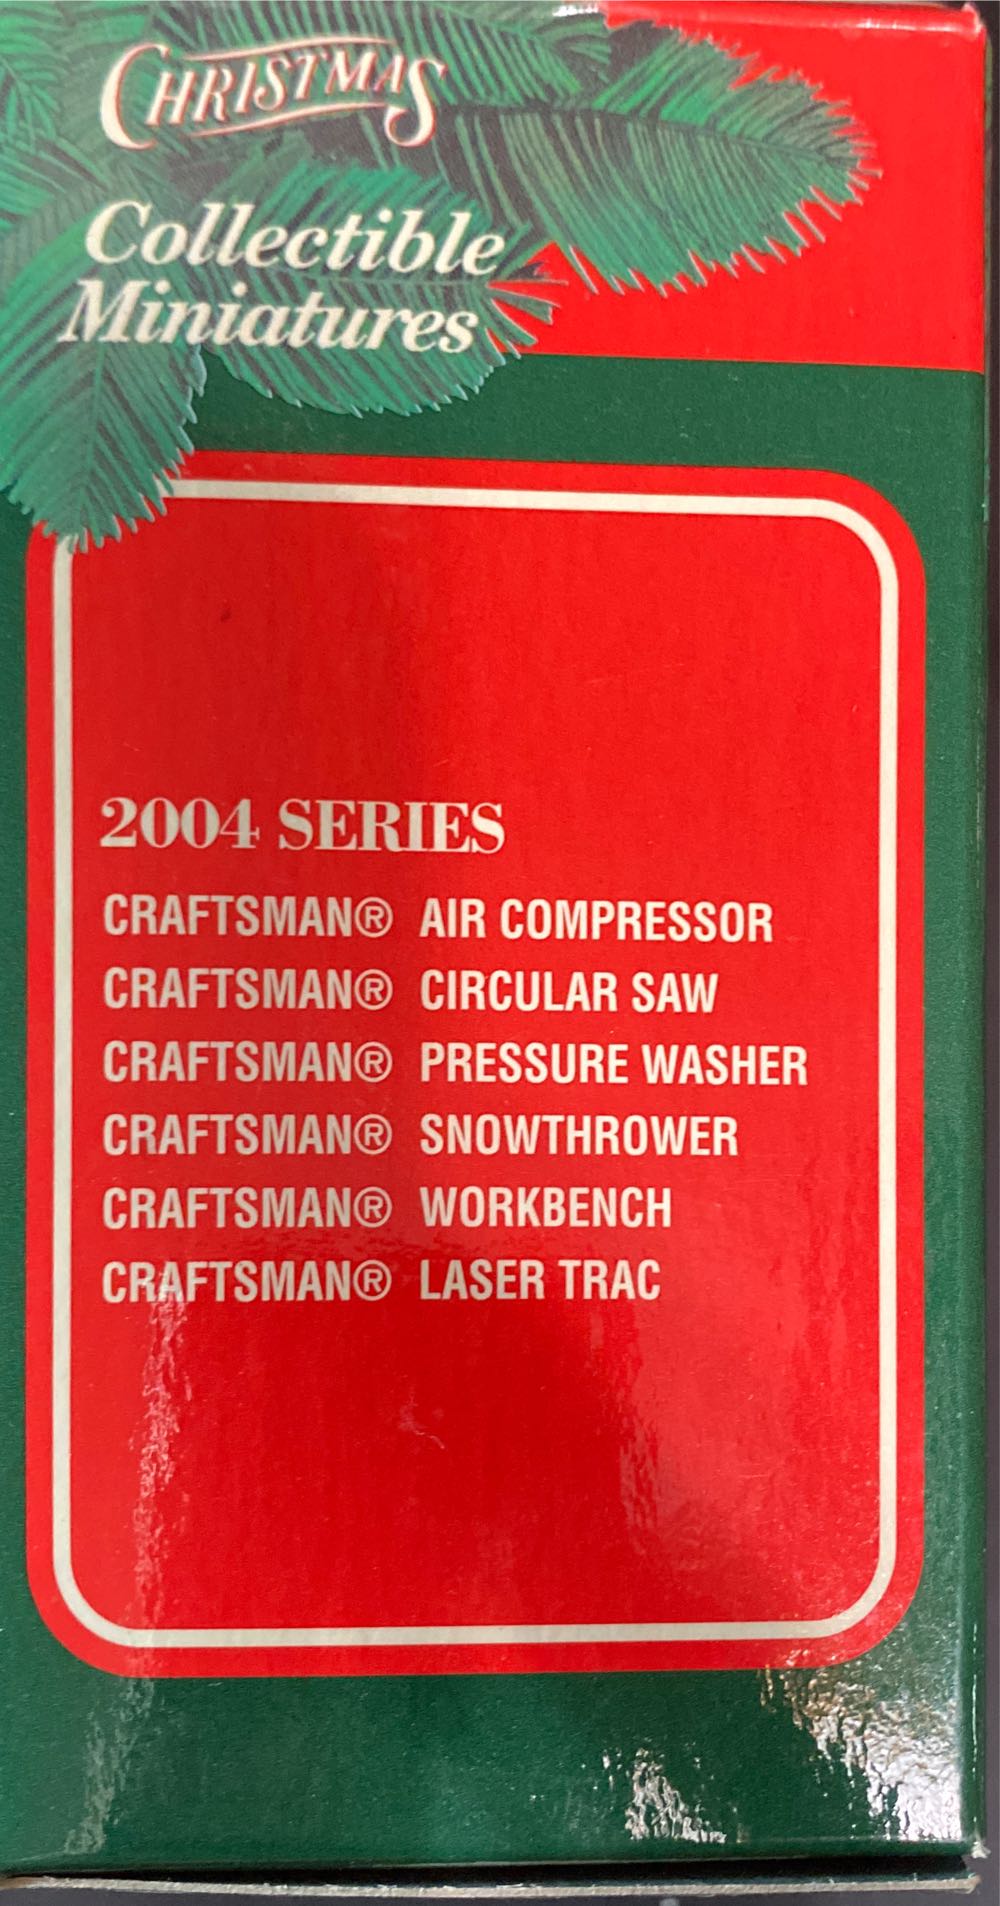 CHRISTMAS
Collectible
Miniatures
2004 SERIES
CRAFTSMAN® AIR COMPRESSOR
CRAFTSMAN® CIRCULAR SAW
CRAFTSMAN® PRESSURE WASHER
CRAFTSMAN® SNOWTHROWER
CRAFTSMAN® WORKBENCH
CRAFTSMAN® LASER TRAC